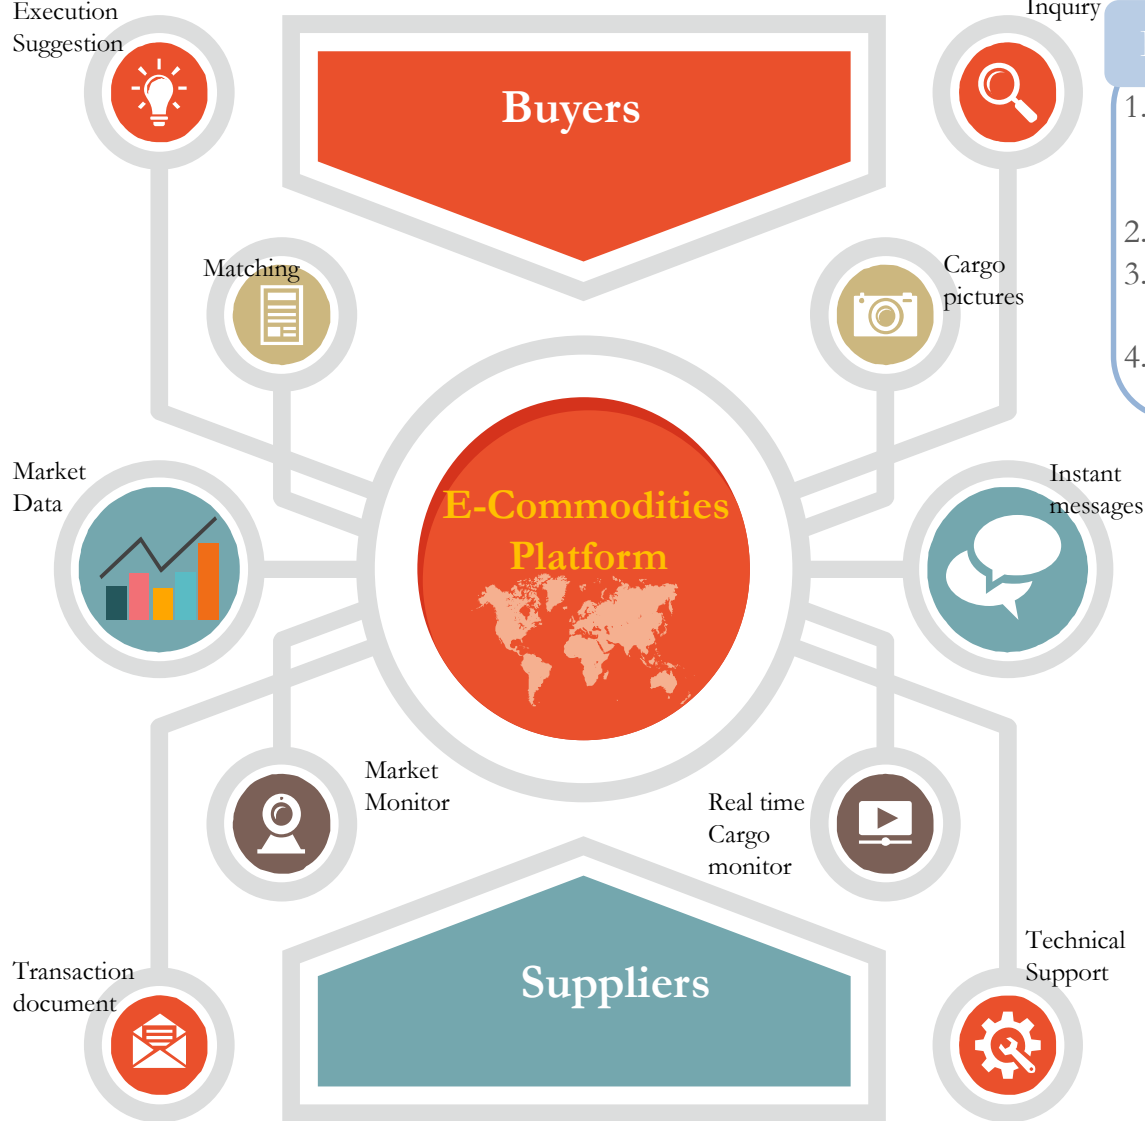 Execution
Suggestion
Inquiry
Buyers
1.
2.
3.
4.
Matching
Cargo
pictures
Market
Data
Instant
messages
E-Commodities
Platform
Market
Monitor
Real time
Cargo
monitor
Transaction
document
Suppliers
Technical
Support